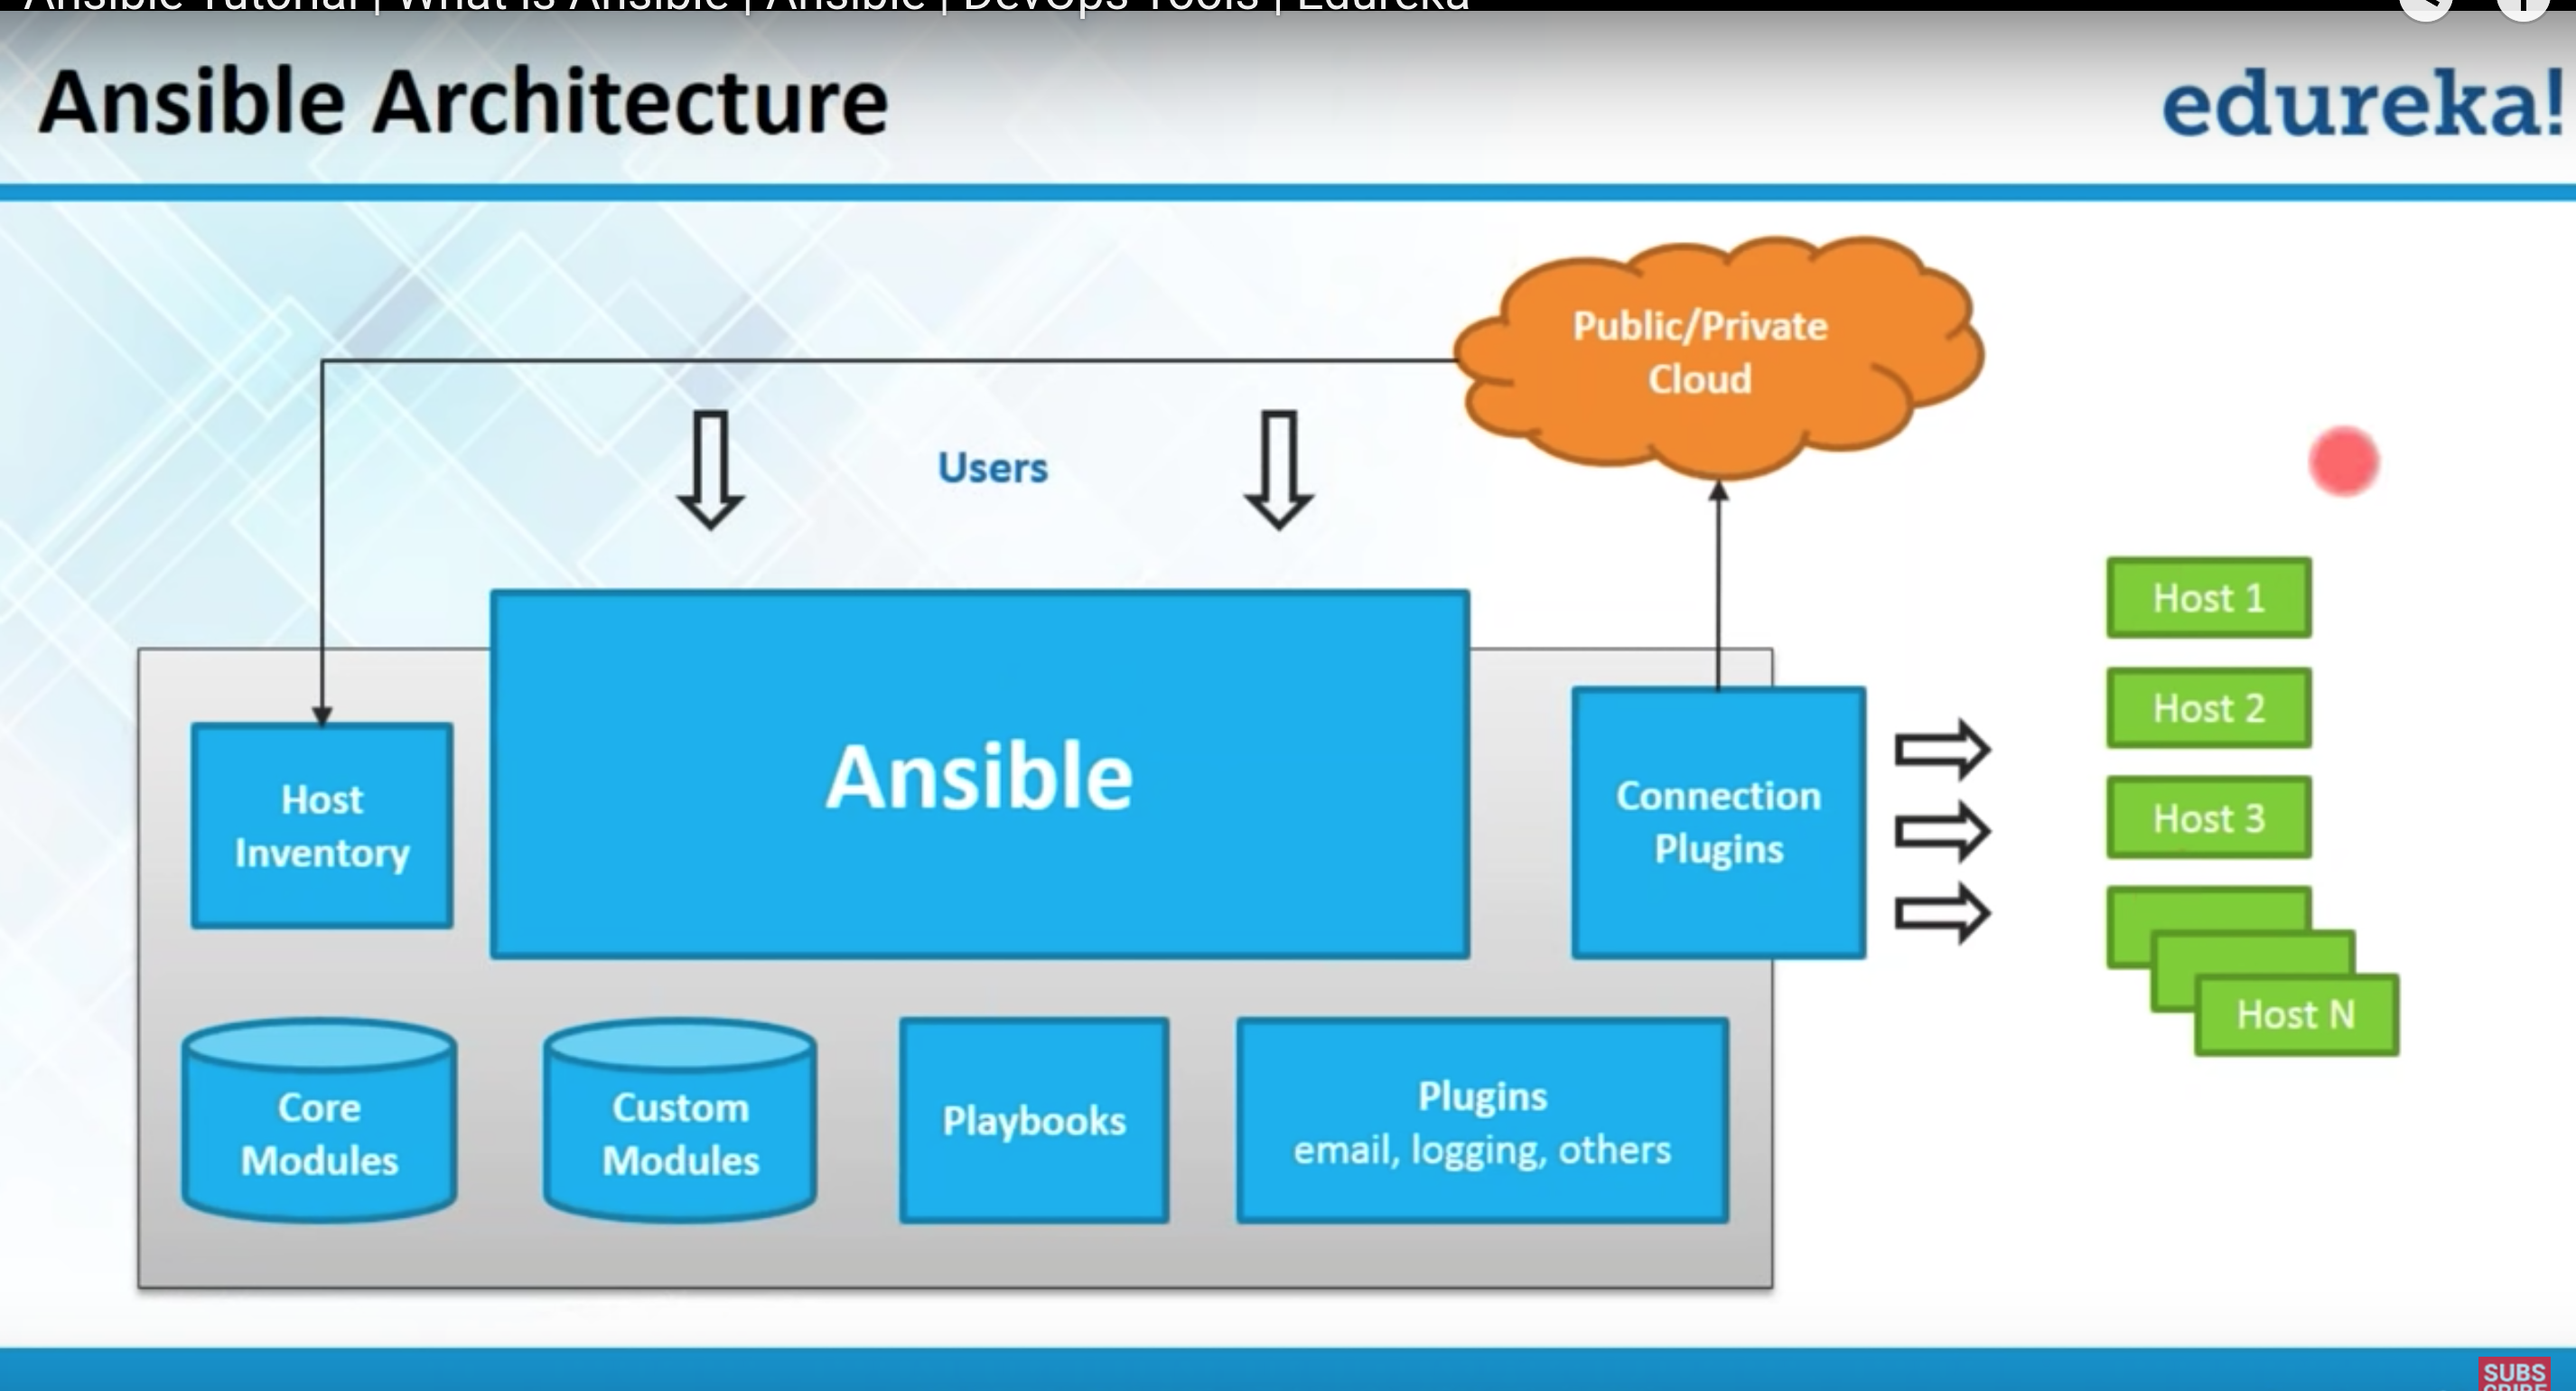 Ansible Tutorial | What is Ansible | Ansible | DevOps Tools | Edureka
Ansible Architecture
edureka!
Public/Private
Cloud
Users
Host 1
Host 2
Host 3
Host N
Host
Inventory
Ansible
Connection
Plugins
Core
Modules
Custom
Modules
Playbooks
Plugins
email, logging, others
SUBS
CRIBE